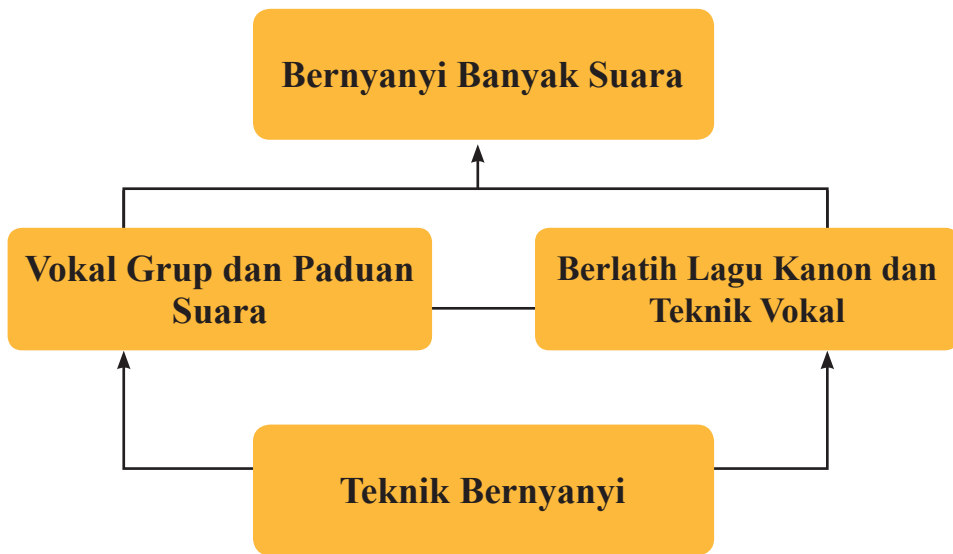 Bernyanyi Banyak Suara
Vokal Grup dan Paduan
Suara
Berlatih Lagu Kanon dan
Teknik Vokal
Teknik Bernyanyi